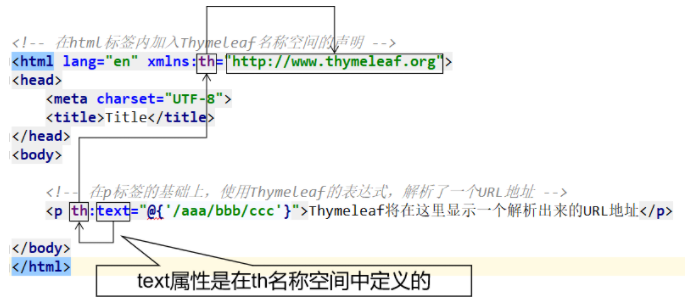 <!-- 在html标签内加入Thymeleaf名称空间的声明 -->
<html lang="en" xmlns:th="http://www.thymeleaf.org">
<head>
<meta charset="UTF-8">
<title>Title</title>
</head>
<body>
<!-- 在p标签的基础上，使用Thymeleaf的表达式，解析了一个URL地址 -->
<p th:text="@{'/aaa/bbb/ccc'}">Thymeleaf将在这里显示一个解析出来的URL地址</p>
</body>
</html>
text属性是在th名称空间中定义的